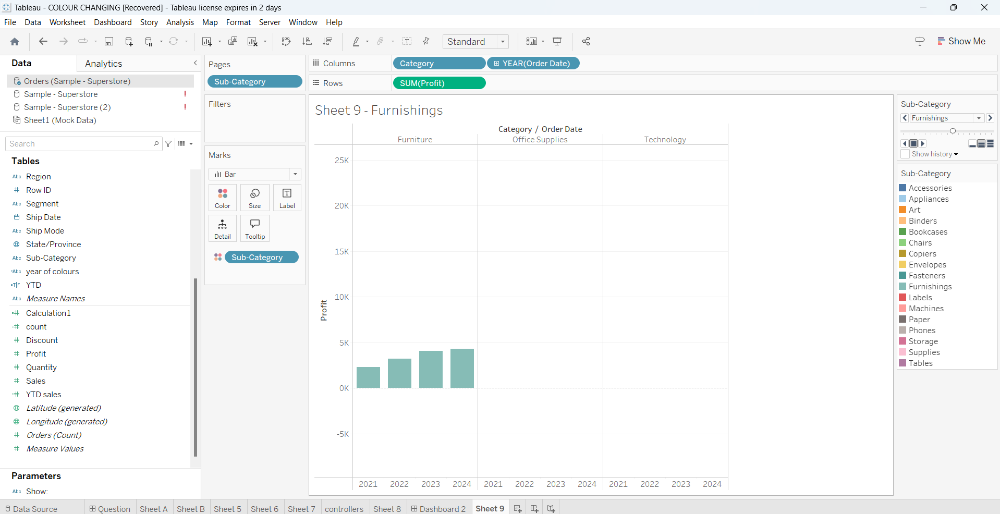 Tableau - COLOUR CHANGING [Recovered] - Tableau license expires in 2 days
File Data Worksheet Dashboard Story Analysis Map Format Server Window Help
Standard
Show Me
Data
Analytics
Orders (Sample - Superstore)
Sample - Superstore !
Sample - Superstore (2) !
Sheet1 (Mock Data)
Search
Tables
Abc Region
# Row ID
Abc Segment
Ship Date
Abc Ship Mode
State/Province
Abc Sub-Category
=Abc year of colours
=T|F YTD
Abc Measure Names
=# Calculation1
=# count
# Discount
# Profit
# Quantity
# Sales
=# YTD sales
Latitude (generated)
Longitude (generated)
# Orders (Count)
# Measure Values
Parameters
Abc Show:
Pages
Sub-Category
Filters
Marks
Bar
Color Size Label
Detail Tooltip
Sub-Category
Columns Category YEAR(Order Date)
Rows SUM(Profit)
Sheet 9 - Furnishings
Category / Order Date
Furniture Office Supplies Technology
Profit
25K
20K
15K
10K
5K
0K
-5K
2021 2022 2023 2024 2021 2022 2023 2024 2021 2022 2023 2024
Sub-Category
Furnishings
Show history
Sub-Category
Accessories
Appliances
Art
Binders
Bookcases
Chairs
Copiers
Envelopes
Fasteners
Furnishings
Labels
Machines
Paper
Phones
Storage
Supplies
Tables
Data Source Question Sheet A Sheet B Sheet 5 Sheet 6 Sheet 7 controllers Sheet 8 Dashboard 2 Sheet 9